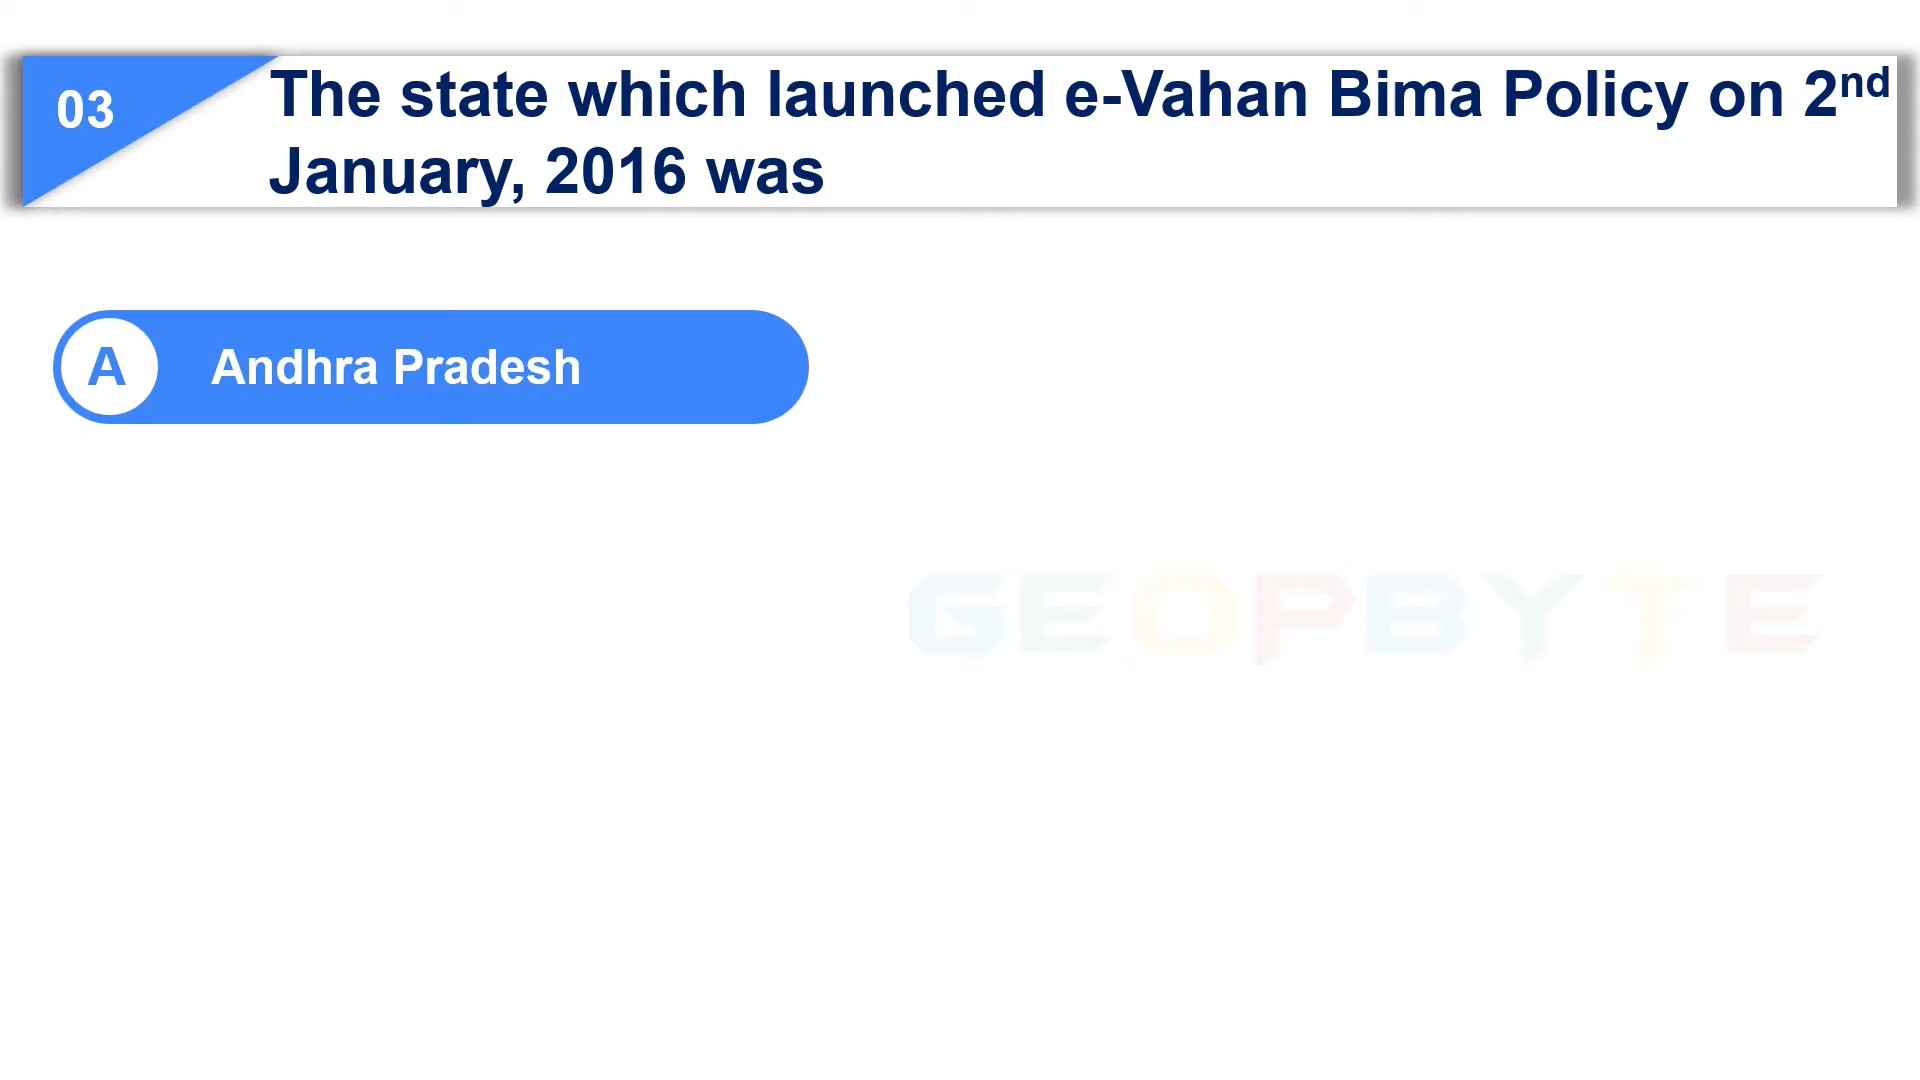 03
The state which launched e-Vahan Bima Policy on 2nd
January, 2016 was
A Andhra Pradesh
GEOPBYTE